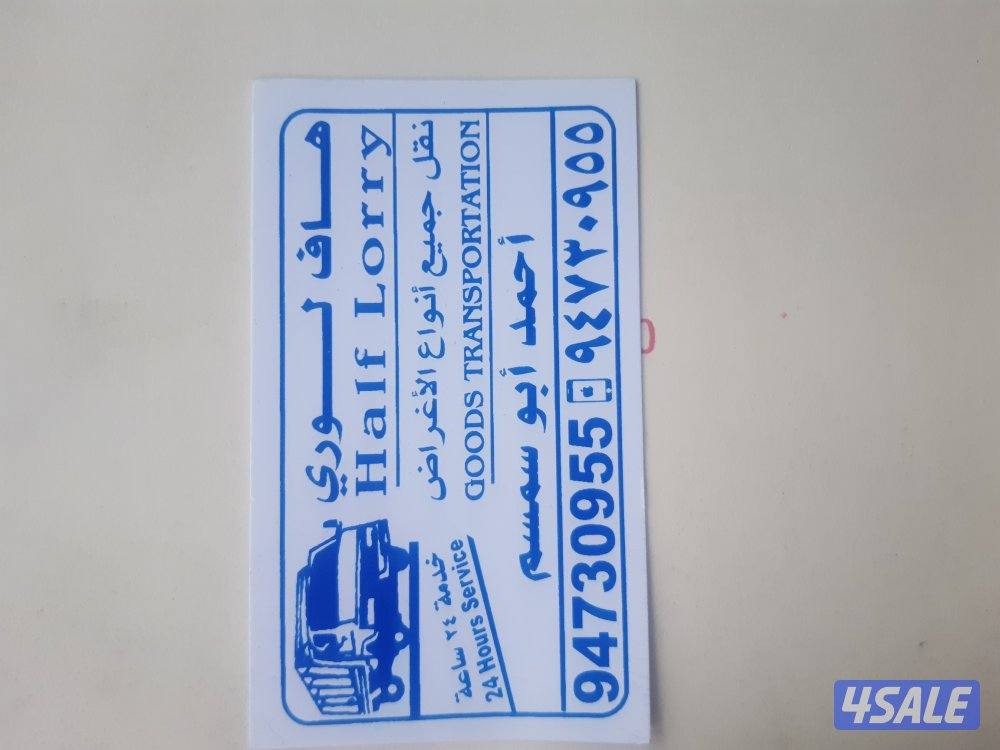 هاف لوري
Half Lorry
نقل جميع أنواع الأغراض
GOODS TRANSPORTATION
خدمة ٢٤ ساعة
24 Hours Service
أحمد أبو سمسم
94730955 ٩٤٧٣٠٩٥٥
4SALE